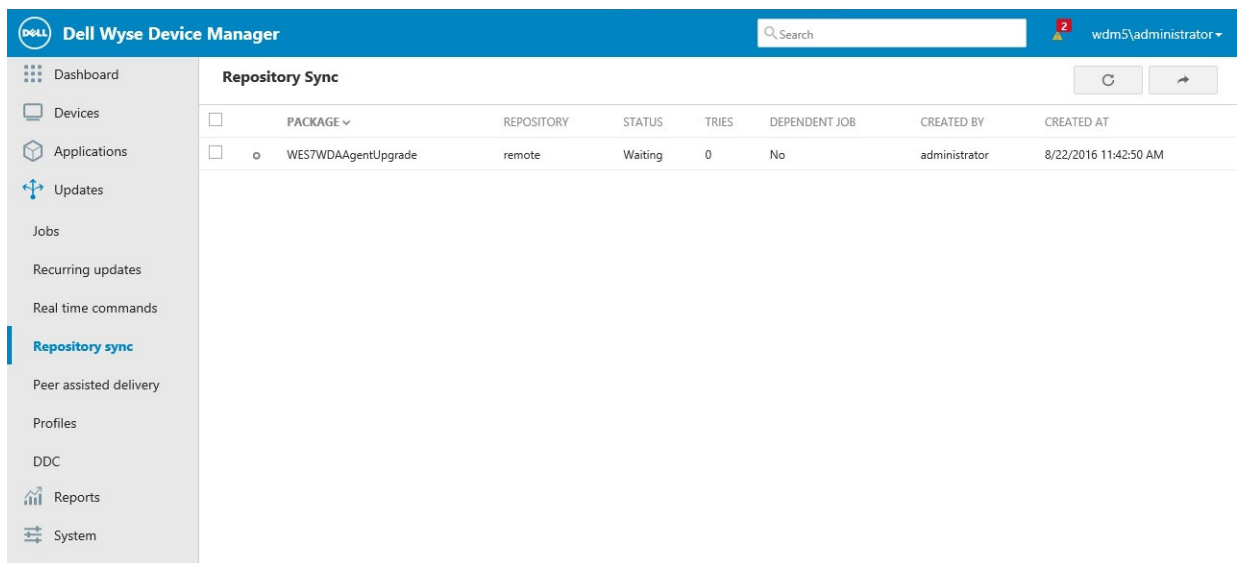 DELL Dell Wyse Device Manager Search 2 wdm5\administrator
Dashboard
Devices
Applications
Updates
Jobs
Recurring updates
Real time commands
Repository sync
Peer assisted delivery
Profiles
DDC
Reports
System
Repository Sync
PACKAGE REPOSITORY STATUS TRIES DEPENDENT JOB CREATED BY CREATED AT
WES7WDAAgentUpgrade remote Waiting 0 No administrator 8/22/2016 11:42:50 AM